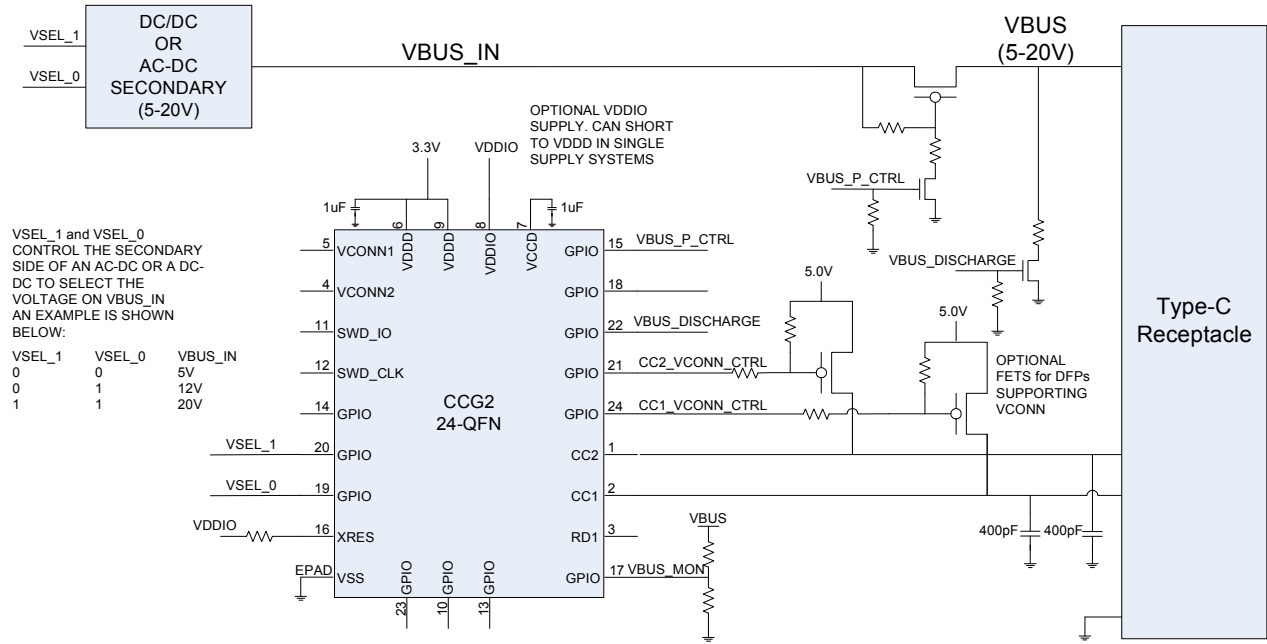 VSEL_1
VSEL_0
DC/DC
OR
AC-DC
SECONDARY
(5-20V)
VBUS_IN
VBUS
(5-20V)
OPTIONAL VDDIO
SUPPLY. CAN SHORT
TO VDDD IN SINGLE
SUPPLY SYSTEMS
3.3V
VDDIO
1uF
1uF
VBUS_P_CTRL
VBUS_DISCHARGE
Type-C
Receptacle
VSEL_1 and VSEL_0
CONTROL THE SECONDARY
SIDE OF AN AC-DC OR A DC-
DC TO SELECT THE
VOLTAGE ON VBUS_IN
AN EXAMPLE IS SHOWN
BELOW:
VSEL_1 VSEL_0 VBUS_IN
0 0 5V
0 1 12V
1 1 20V
6 9 8 7
VDDD VDDD VDDIO VCCD
5 VCONN1
4 VCONN2
11 SWD_IO
12 SWD_CLK
14 GPIO
VSEL_1 20 GPIO
VSEL_0 19 GPIO
VDDIO 16 XRES
EPAD VSS
CCG2
24-QFN
GPIO 15 VBUS_P_CTRL
GPIO 18
GPIO 22 VBUS_DISCHARGE
GPIO 21 CC2_VCONN_CTRL
GPIO 24 CC1_VCONN_CTRL
CC2 1
CC1 2
RD1 3
GPIO 17 VBUS_MON
VBUS
GPIO GPIO GPIO
23 10 13
5.0V
5.0V
OPTIONAL
FETS for DFPs
SUPPORTING
VCONN
400pF 400pF